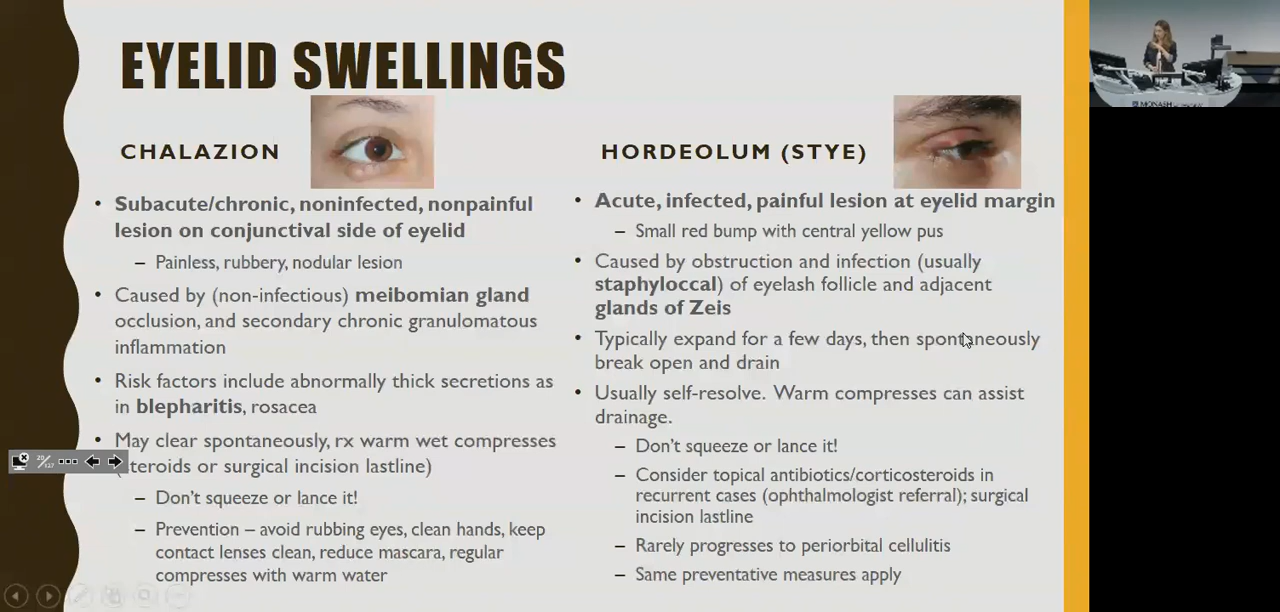 EYELID SWELLINGS
CHALAZION
Subacute/chronic, noninfected, nonpainful
lesion on conjunctival side of eyelid
– Painless, rubbery, nodular lesion
Caused by (non-infectious) meibomian gland
occlusion, and secondary chronic granulomatous
inflammation
Risk factors include abnormally thick secretions as
in blepharitis, rosacea
May clear spontaneously, rx warm wet compresses
teroids or surgical incision lastline)
– Don't squeeze or lance it!
– Prevention – avoid rubbing eyes, clean hands, keep
contact lenses clean, reduce mascara, regular
compresses with warm water
HORDEOLUM (STYE)
Acute, infected, painful lesion at eyelid margin
– Small red bump with central yellow pus
Caused by obstruction and infection (usually
staphyloccal) of eyelash follicle and adjacent
glands of Zeis
Typically expand for a few days, then spontaneously
break open and drain
Usually self-resolve. Warm compresses can assist
drainage.
– Don't squeeze or lance it!
– Consider topical antibiotics/corticosteroids in
recurrent cases (ophthalmologist referral); surgical
incision lastline
– Rarely progresses to periorbital cellulitis
– Same preventative measures apply
MONASH